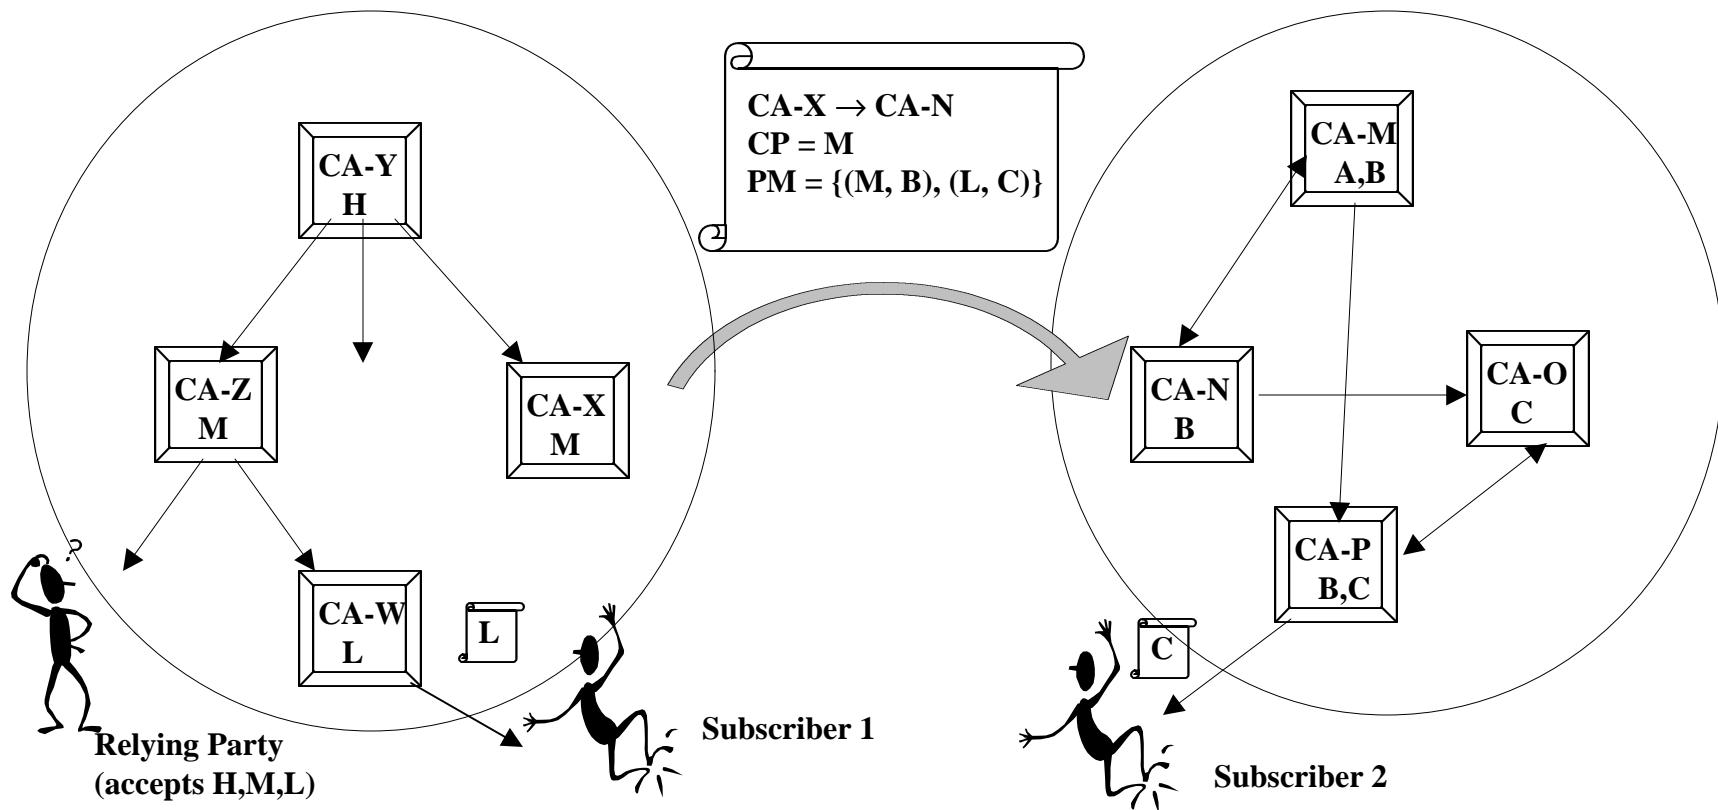 CA-X → CA-N
CP = M
PM = {(M, B), (L, C)}
CA-Y
H
CA-M
A,B
CA-Z
M
CA-X
M
CA-N
B
CA-O
C
CA-P
B,C
?
CA-W
L
L
C
Subscriber 1
Relying Party
(accepts H,M,L)
Subscriber 2